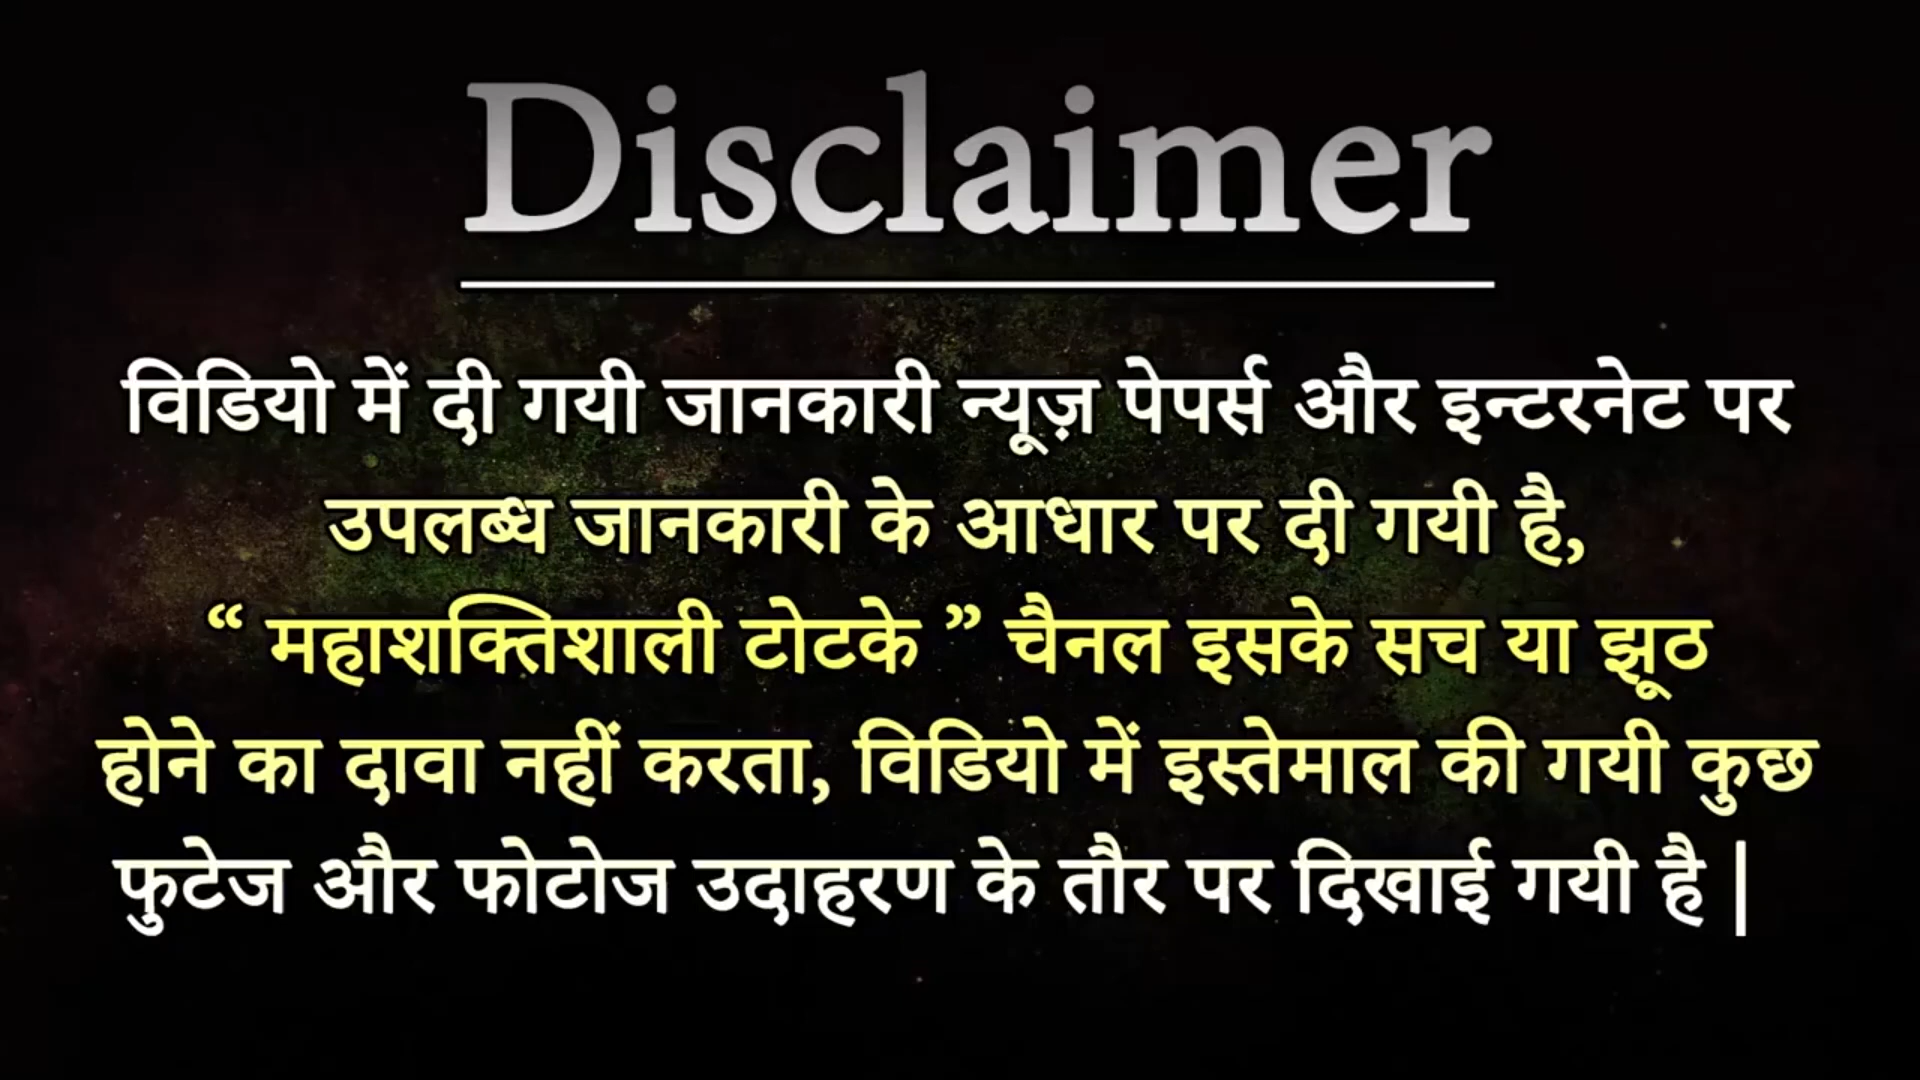 Disclaimer
विडियो में दी गयी जानकारी न्यूज़ पेपर्स और इन्टरनेट पर
उपलब्ध जानकारी के आधार पर दी गयी है,
“ महाशक्तिशाली टोटके ” चैनल इसके सच या झूठ
होने का दावा नहीं करता, विडियो में इस्तेमाल की गयी कुछ
फुटेज और फोटोज उदाहरण के तौर पर दिखाई गयी है |